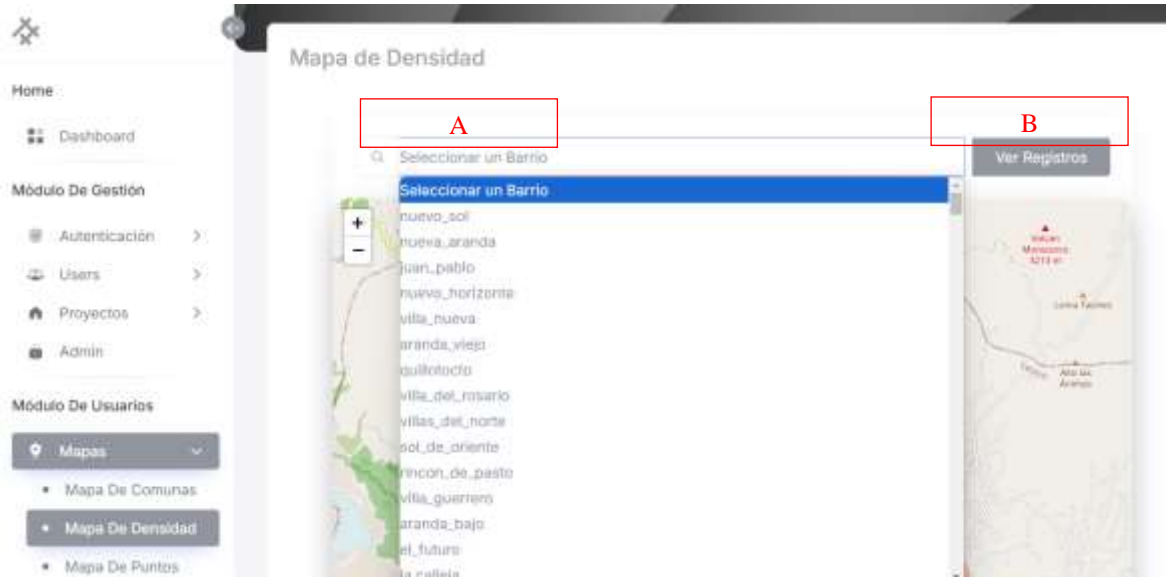 Mapa de Densidad
Home
A
B
Dashboard
Seleccionar un Barrio
Ver Registros
Módulo De Gestión
Seleccionar un Barrio
+
nuevo_sol
Autenticación
nueva_aranda
−
Users
juan_pablo
nuevo_horizonte
Proyectos
villa_nueva
Admin
aranda_viejo
quillotocto
villa_del_rosario
Módulo De Usuarios
villas_del_norte
Mapas
sol_de_oriente
rincon_de_pasto
Mapa De Comunas
villa_guerrero
Mapa De Densidad
aranda_bajo
el_futuro
Mapa De Puntos
la_calleja